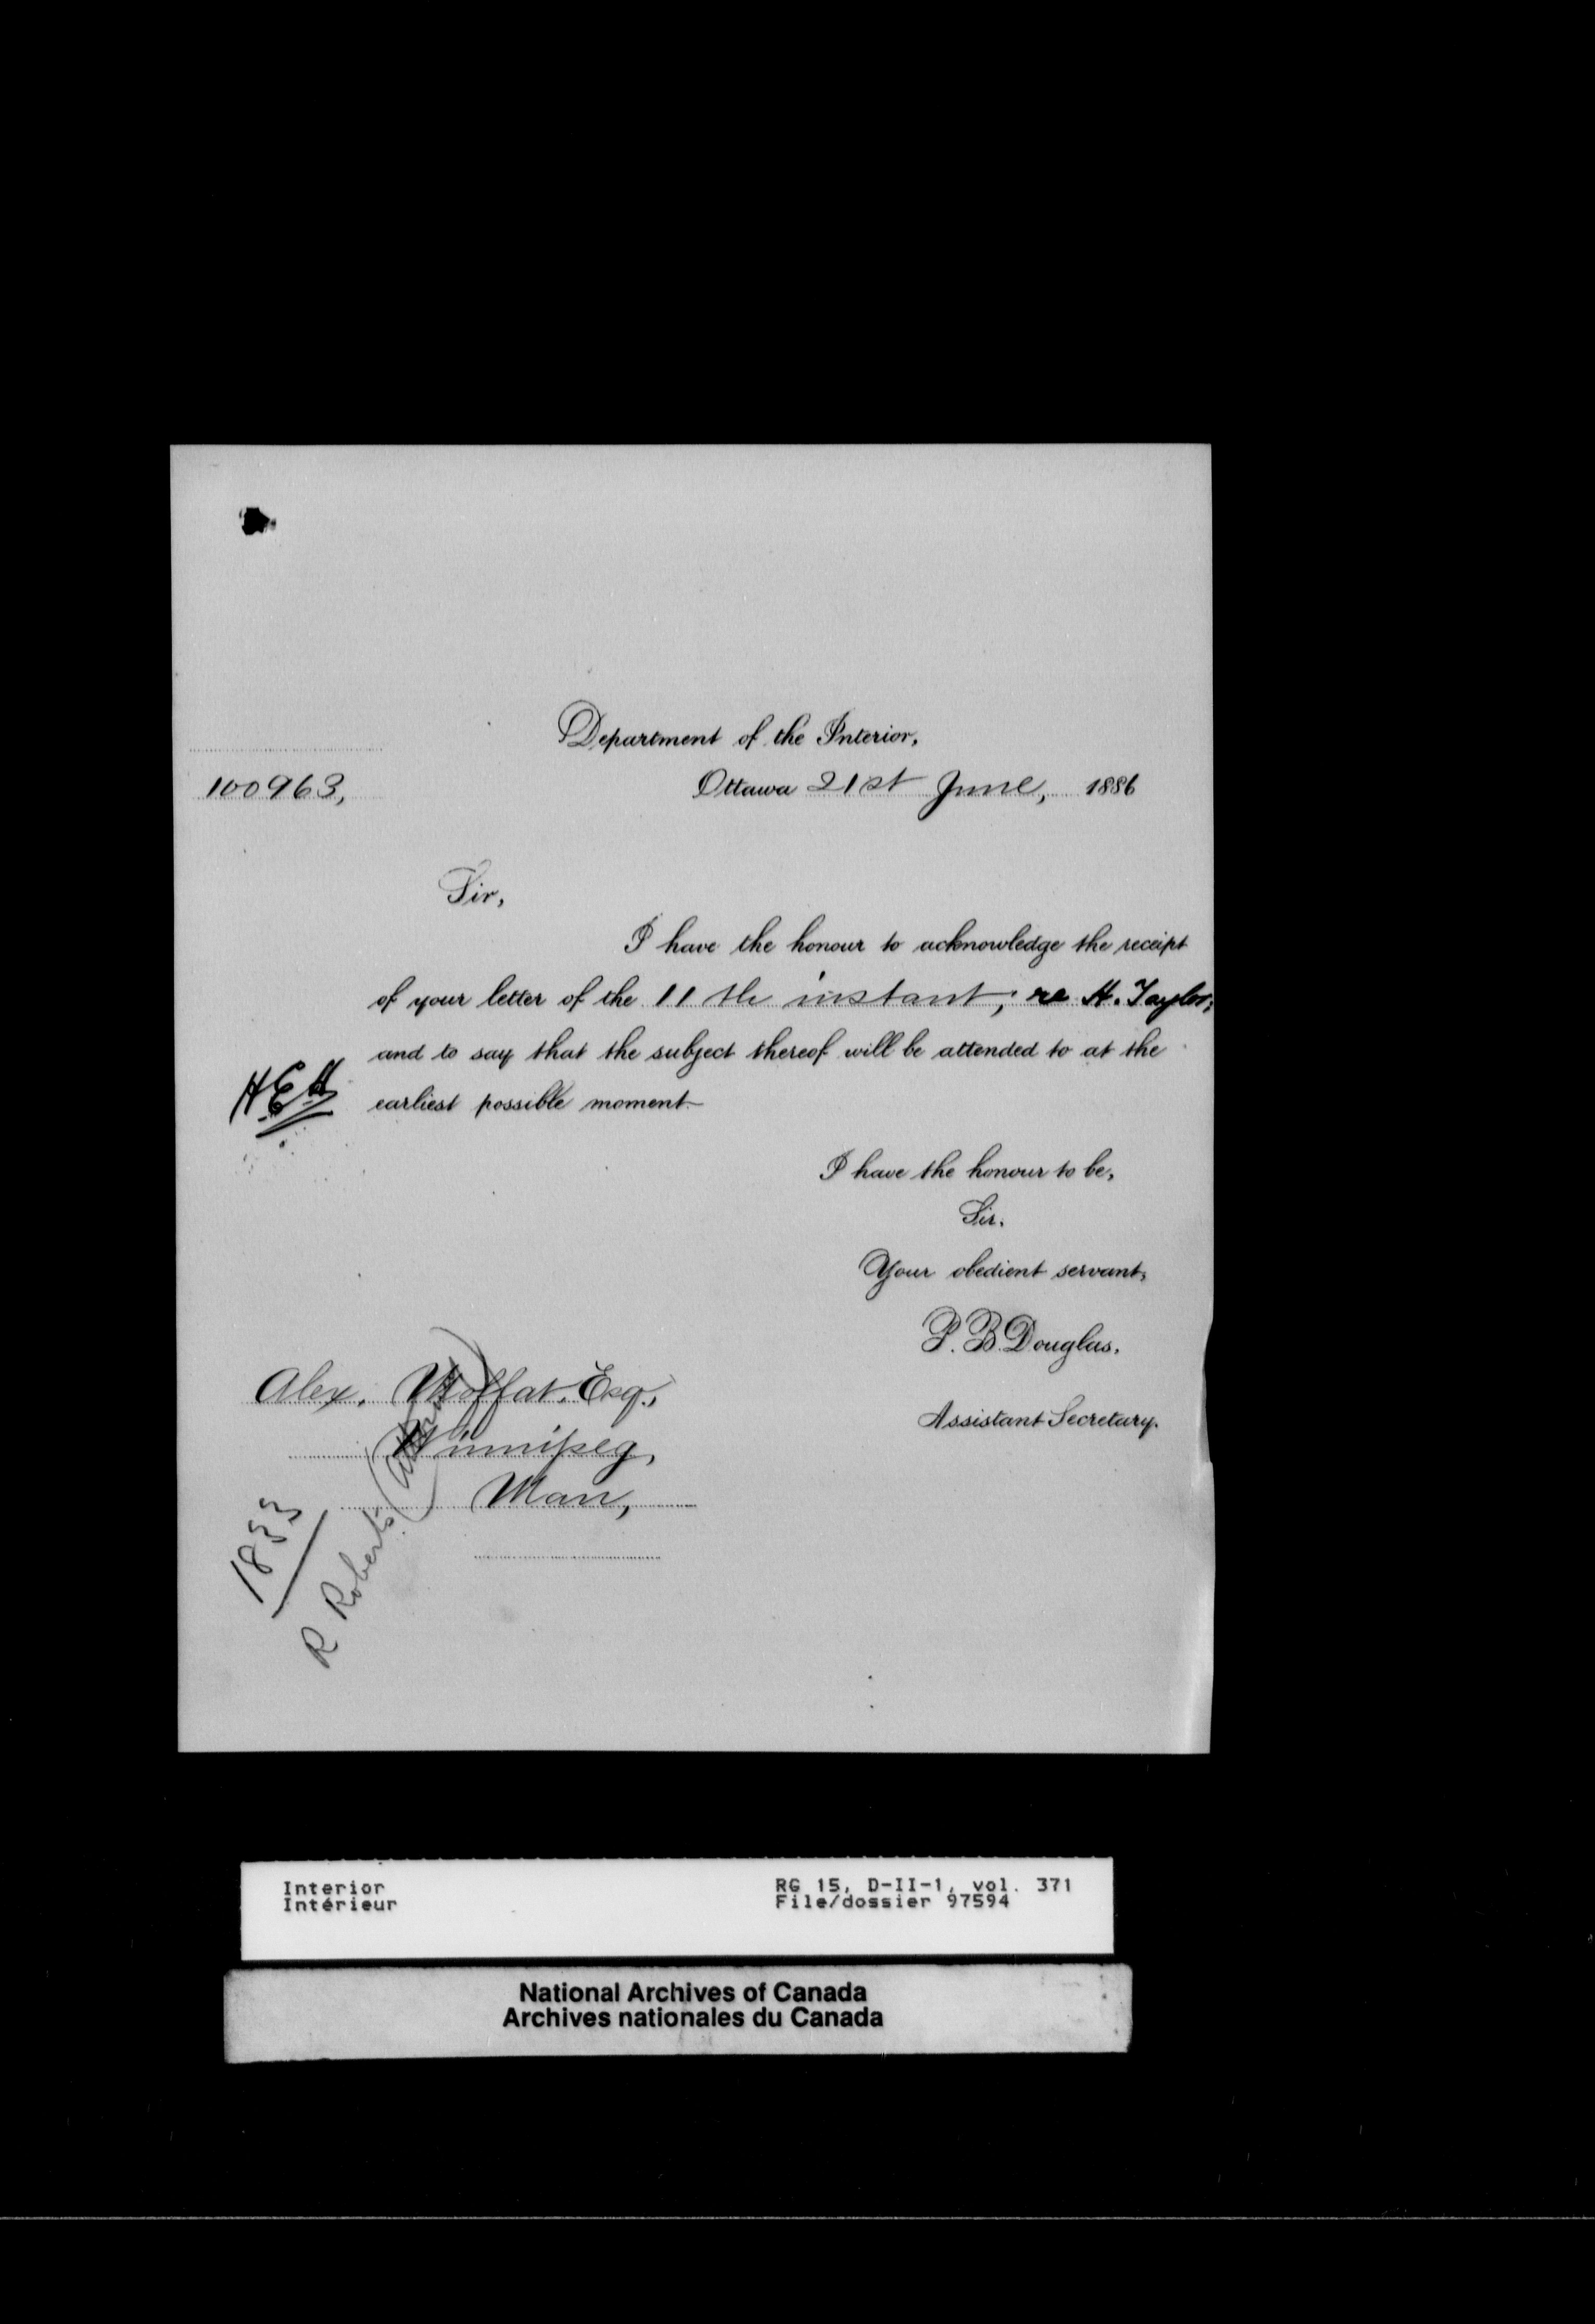 Department of the Interior,
100963,
Ottawa 21st June, 1886
Sir,
I have the honour to acknowledge the receipt
of your letter of the 11th instant, re H. Taylor;
and to say that the subject thereof will be attended to at the
earliest possible moment
I have the honour to be,
Sir.
Your obedient servant,
P. B. Douglas.
Assistant Secretary.
Alex. Moffat. Esq.,
Winnipeg,
Man,
1833
R Roberts
Interior
Intérieur
RG 15, D-II-1, vol. 371
File/dossier 97594
National Archives of Canada
Archives nationales du Canada